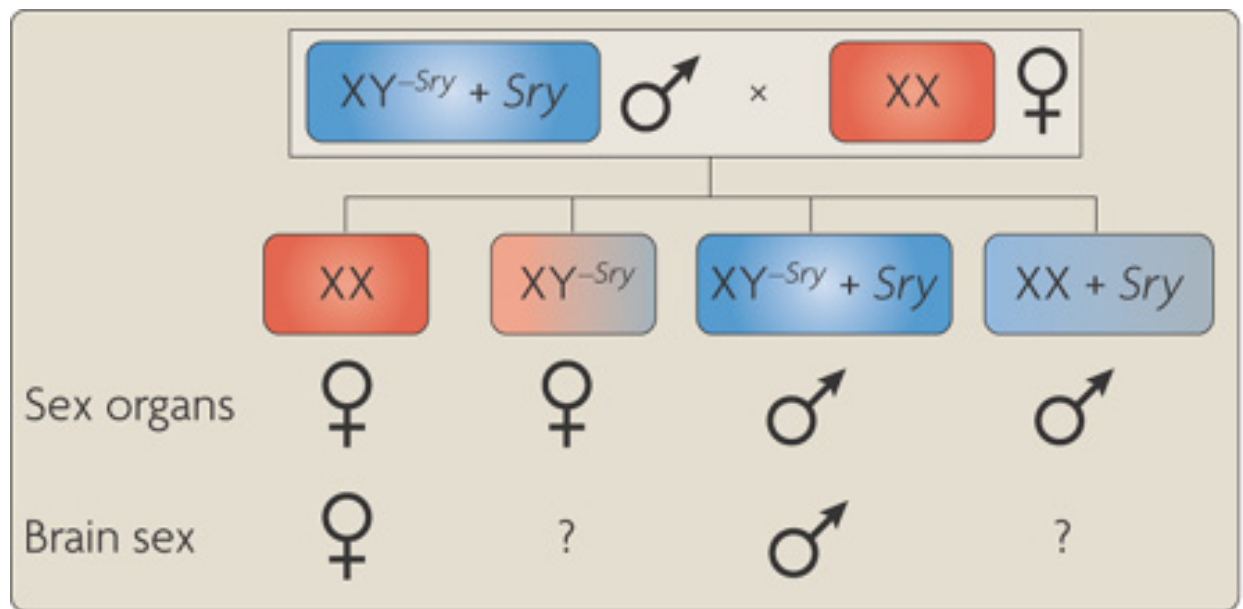 XY⁻ˢʳʸ + Sry ♂ × XX ♀
XX XY⁻ˢʳʸ XY⁻ˢʳʸ + Sry XX + Sry
Sex organs ♀ ♀ ♂ ♂
Brain sex ♀ ? ♂ ?